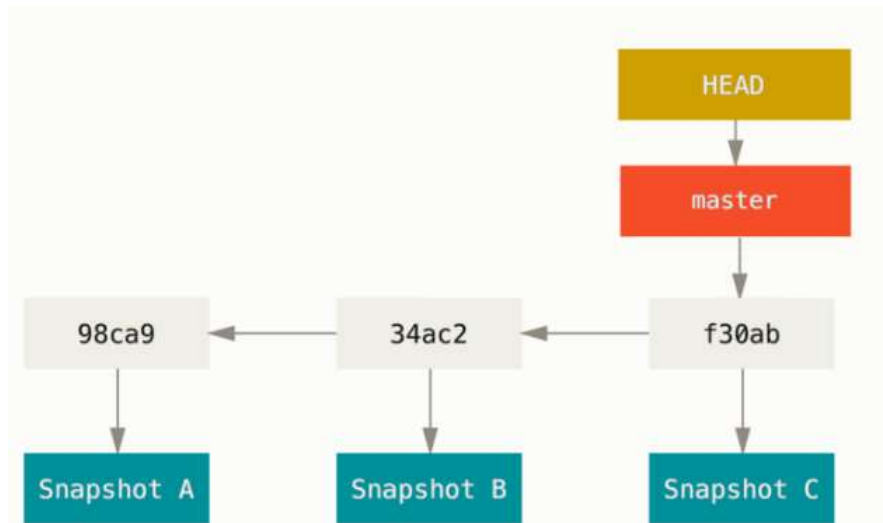 HEAD
master
98ca9
34ac2
f30ab
Snapshot A
Snapshot B
Snapshot C